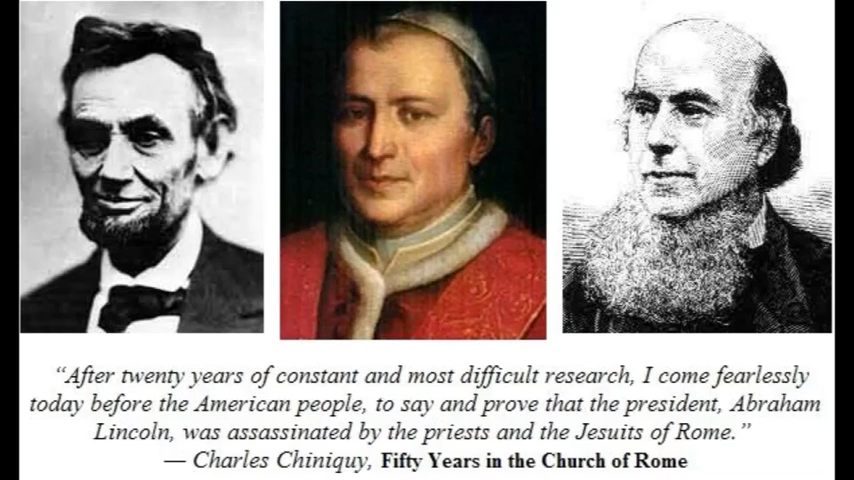 “After twenty years of constant and most difficult research, I come fearlessly
today before the American people, to say and prove that the president, Abraham
Lincoln, was assassinated by the priests and the Jesuits of Rome.”
— Charles Chiniquy, Fifty Years in the Church of Rome